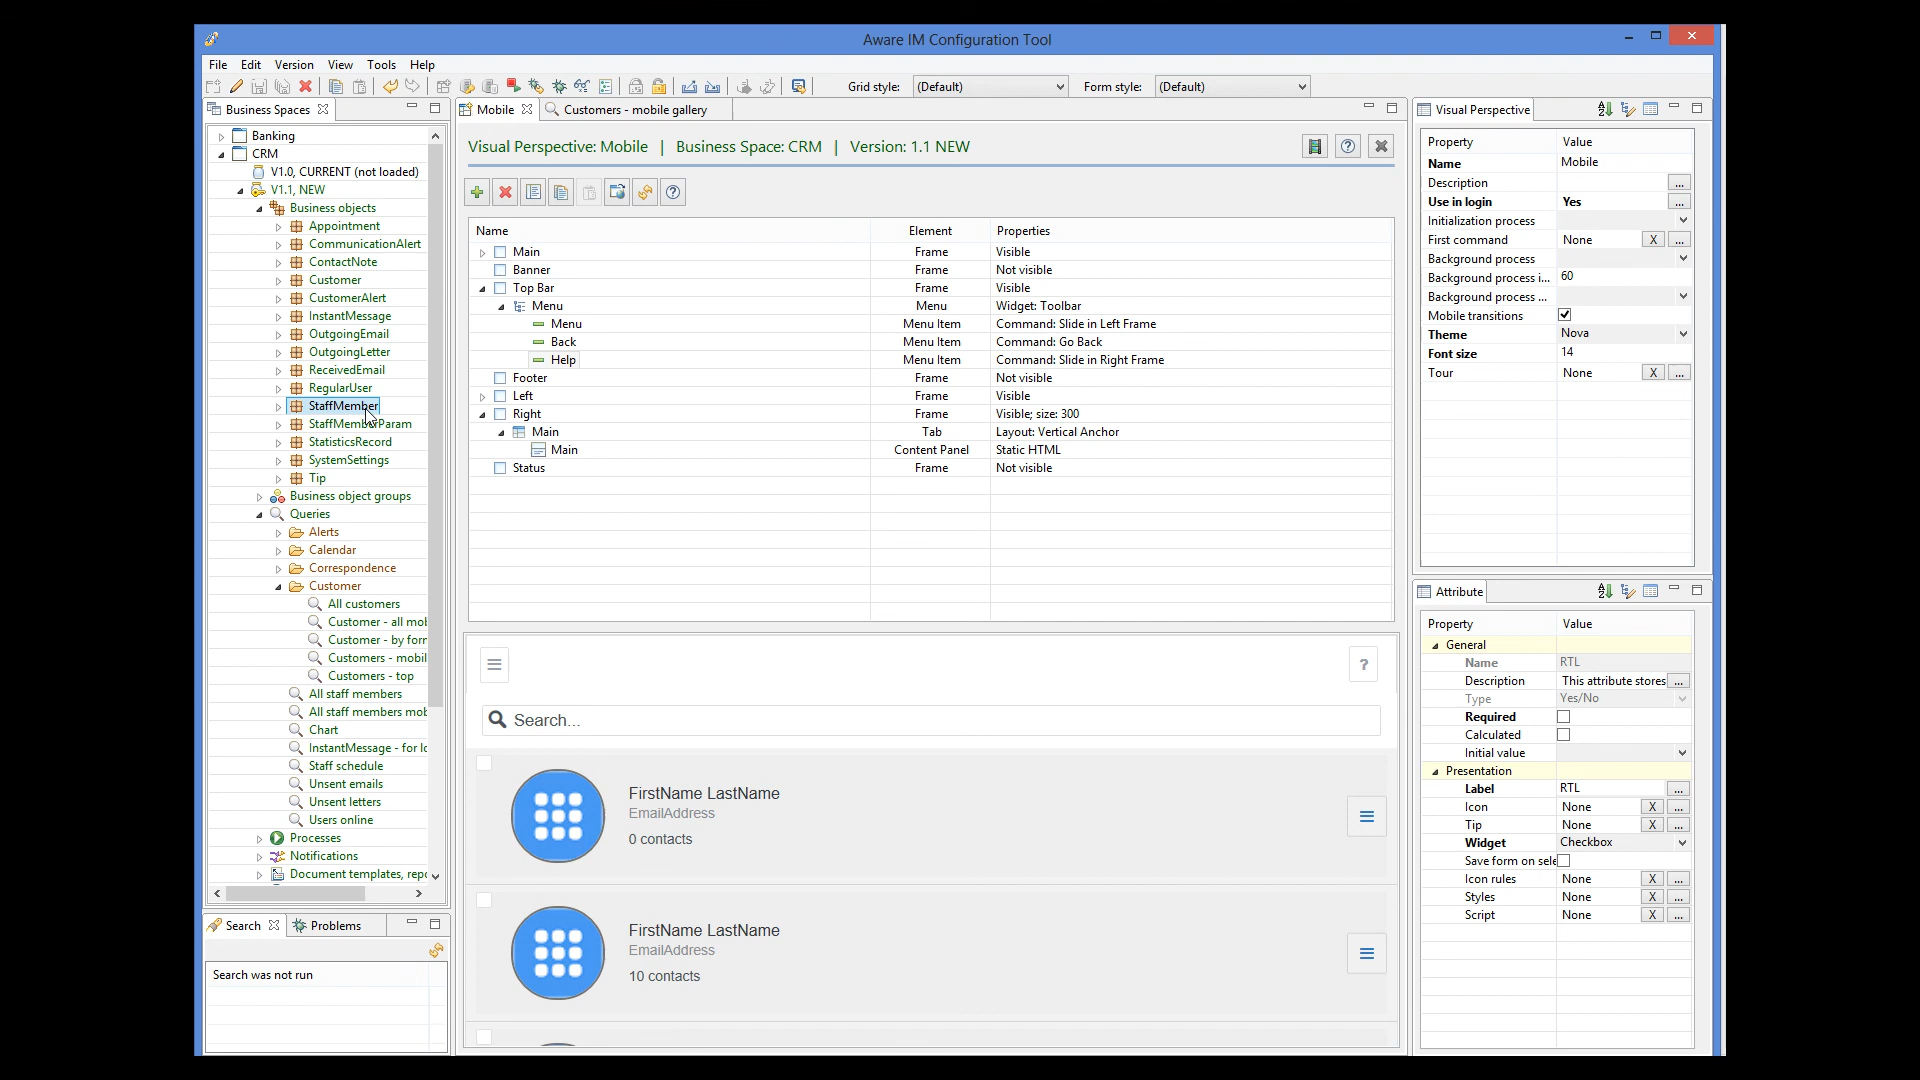 Aware IM Configuration Tool
File Edit Version View Tools Help
Grid style: (Default) Form style: (Default)
Business Spaces
Banking
CRM
V1.0, CURRENT (not loaded)
V1.1, NEW
Business objects
Appointment
CommunicationAlert
ContactNote
Customer
CustomerAlert
InstantMessage
OutgoingEmail
OutgoingLetter
ReceivedEmail
RegularUser
StaffMember
StaffMemberParam
StatisticsRecord
SystemSettings
Tip
Business object groups
Queries
Alerts
Calendar
Correspondence
Customer
All customers
Customer - all mob
Customer - by forn
Customers - mobil
Customers - top
All staff members
All staff members mob
Chart
InstantMessage - for lo
Staff schedule
Unsent emails
Unsent letters
Users online
Processes
Notifications
Document templates, repo
Search Problems
Search was not run
Mobile Customers - mobile gallery
Visual Perspective: Mobile | Business Space: CRM | Version: 1.1 NEW
Name Element Properties
Main Frame Visible
Banner Frame Not visible
Top Bar Frame Visible
Menu Menu Widget: Toolbar
Menu Menu Item Command: Slide in Left Frame
Back Menu Item Command: Go Back
Help Menu Item Command: Slide in Right Frame
Footer Frame Not visible
Left Frame Visible
Right Frame Visible; size: 300
Main Tab Layout: Vertical Anchor
Main Content Panel Static HTML
Status Frame Not visible
?
Search...
FirstName LastName
EmailAddress
0 contacts
FirstName LastName
EmailAddress
10 contacts
Visual Perspective
Property Value
Name Mobile
Description ...
Use in login Yes ...
Initialization process
First command None X ...
Background process
Background process i... 60
Background process ...
Mobile transitions
Theme Nova
Font size 14
Tour None X ...
Attribute
Property Value
General
Name RTL
Description This attribute stores ...
Type Yes/No
Required
Calculated
Initial value
Presentation
Label RTL ...
Icon None X ...
Tip None X ...
Widget Checkbox
Save form on sele
Icon rules None X ...
Styles None X ...
Script None X ...